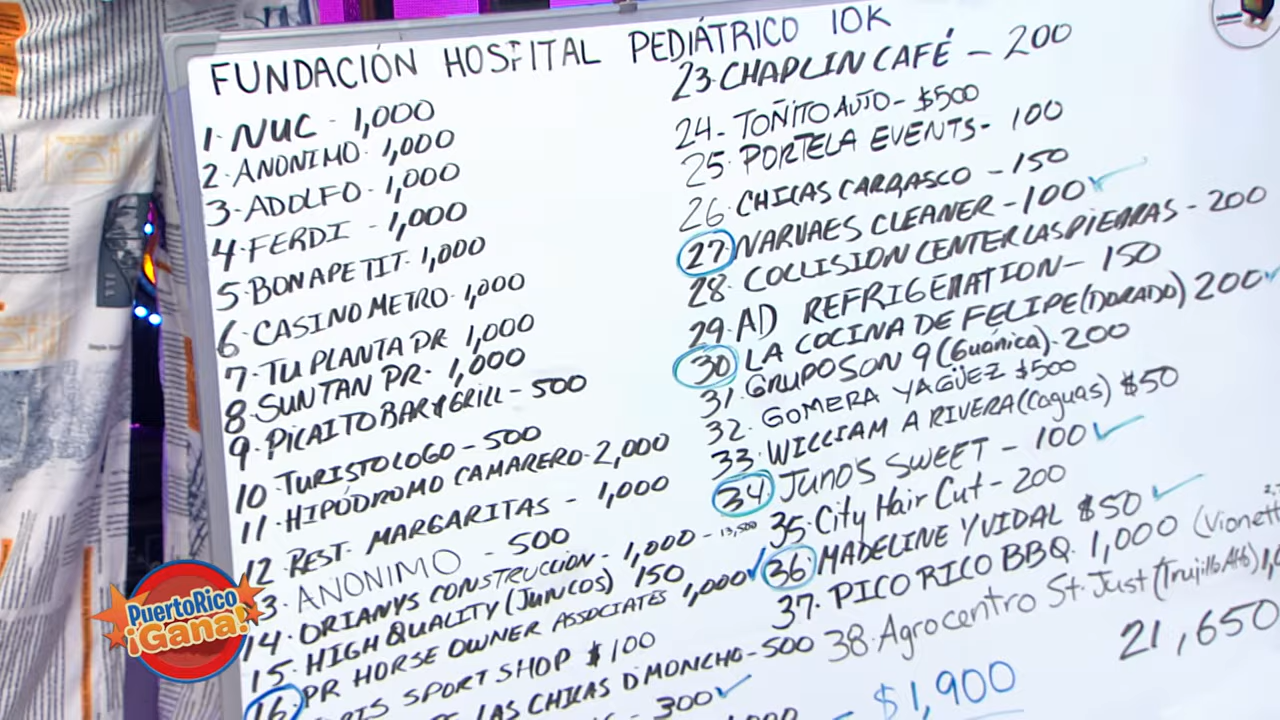 FUNDACIÓN HOSPITAL PEDIÁTRICO 10K
1. NUC - 1,000
2. ANONIMO - 1,000
3. ADOLFO - 1,000
4. FERDI - 1,000
5. BONAPETIT - 1,000
6. CASINO METRO - 1,000
7. TU PLANTA PR 1,000
8. SUNTAN PR - 1,000
9. PICAITO BAR & GRILL - 500
10 TURISTOLOGO - 500
11. HIPÓDROMO CAMARERO - 2,000
12 REST. MARGARITAS - 1,000
13. ANONIMO - 500
14. ORIANYS CONSTRUCCIÓN - 1,000 - 13,500
15. HIGH QUALITY (JUNCOS) 150
16. PR HORSE OWNER ASSOCIATES 1,000 ✓
SPORT SHOP $100
LAS CHICAS D MONCHO - 500
300 ✓
23. CHAPLIN CAFÉ - 200
24 - TOÑITO AUTO - $500
25. PORTELA EVENTS - 100
26. CHICAS CARRASCO - 150
27 NARVAES CLEANER - 100 ✓
28. COLLISION CENTER LAS PIEDRAS - 200
29. AD REFRIGERATION - 150
30 LA COCINA DE FELIPE (DORADO) 200 ✓
31. GRUPO SON 9 (Guánica) - 200
32. GOMERA YAGÜEZ $500
33. WILLIAM A RIVERA (Caguas) $50
34 JUNO'S SWEET - 100 ✓
35. City Hair Cut - 200
36. MADELINE Y VIDAL $50 ✓
37. PICO RICO BBQ. 1,000
38. Agrocentro St. Just (Trujillo Alto)
21,650
- $1,900
PuertoRico ¡Gana!